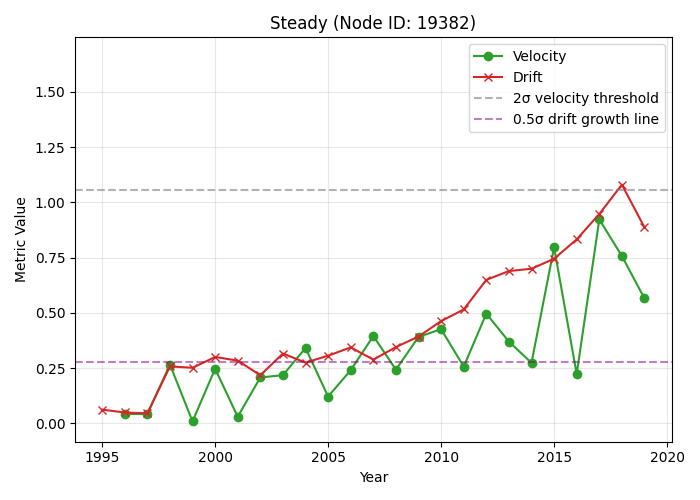 Steady (Node ID: 19382)
Velocity
Drift
2σ velocity threshold
0.5σ drift growth line
Metric Value
1.50
1.25
1.00
0.75
0.50
0.25
0.00
1995 2000 2005 2010 2015 2020
Year